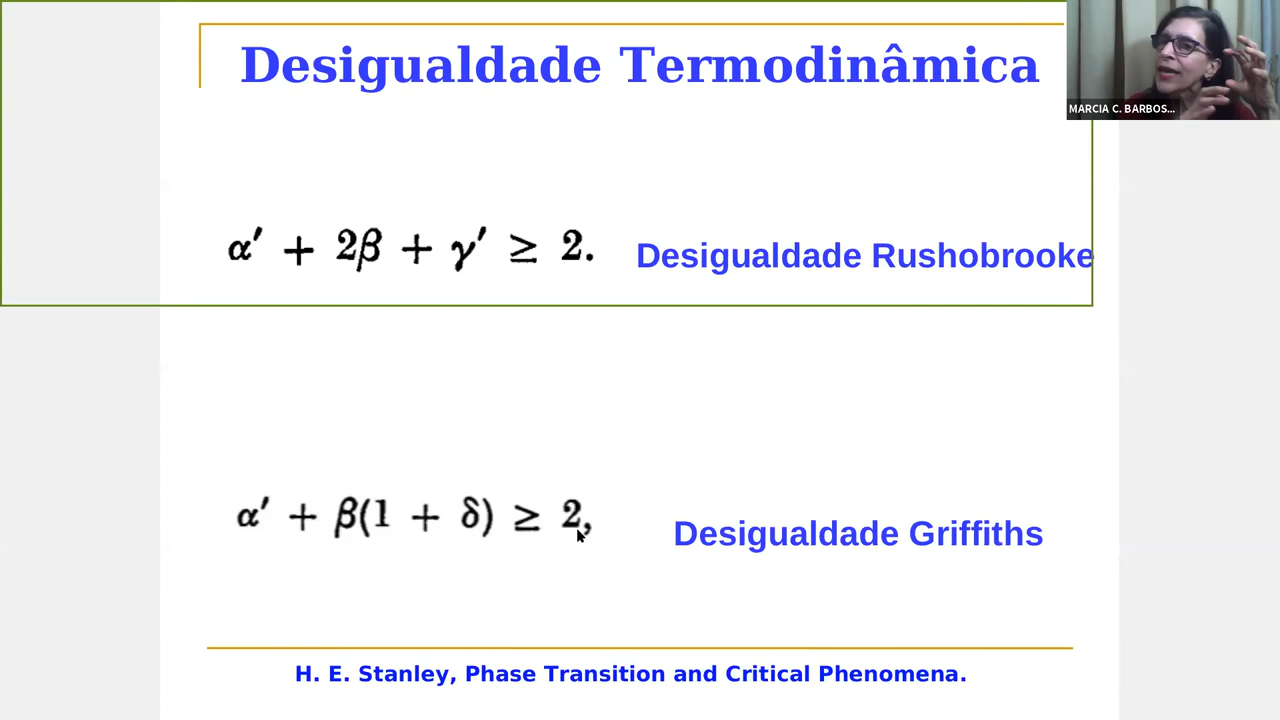 Desigualdade Termodinâmica
MARCIA C. BARBOS...
α′ + 2β + γ′ ≥ 2.
Desigualdade Rushobrooke
α′ + β(1 + δ) ≥ 2,
Desigualdade Griffiths
H. E. Stanley, Phase Transition and Critical Phenomena.